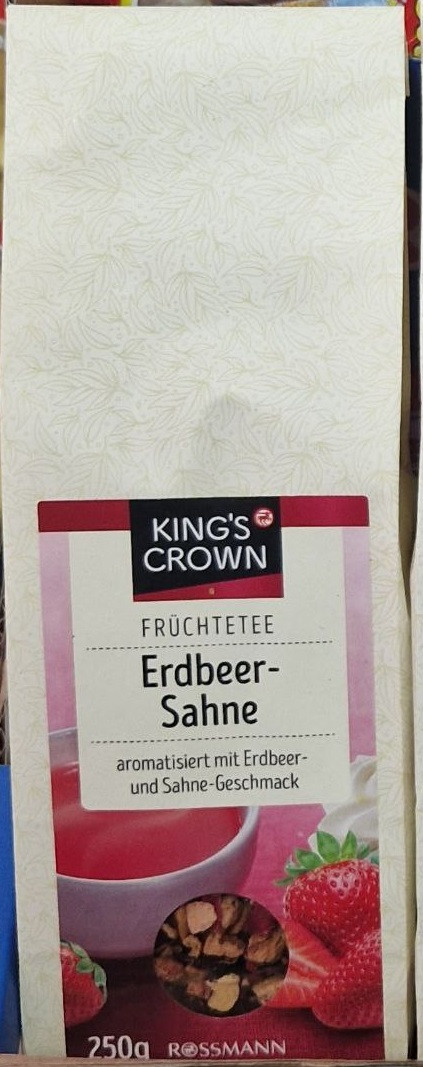 KING'S
CROWN
FRÜCHTETEE
Erdbeer-
Sahne
aromatisiert mit Erdbeer-
und Sahne-Geschmack
250g ROSSMANN